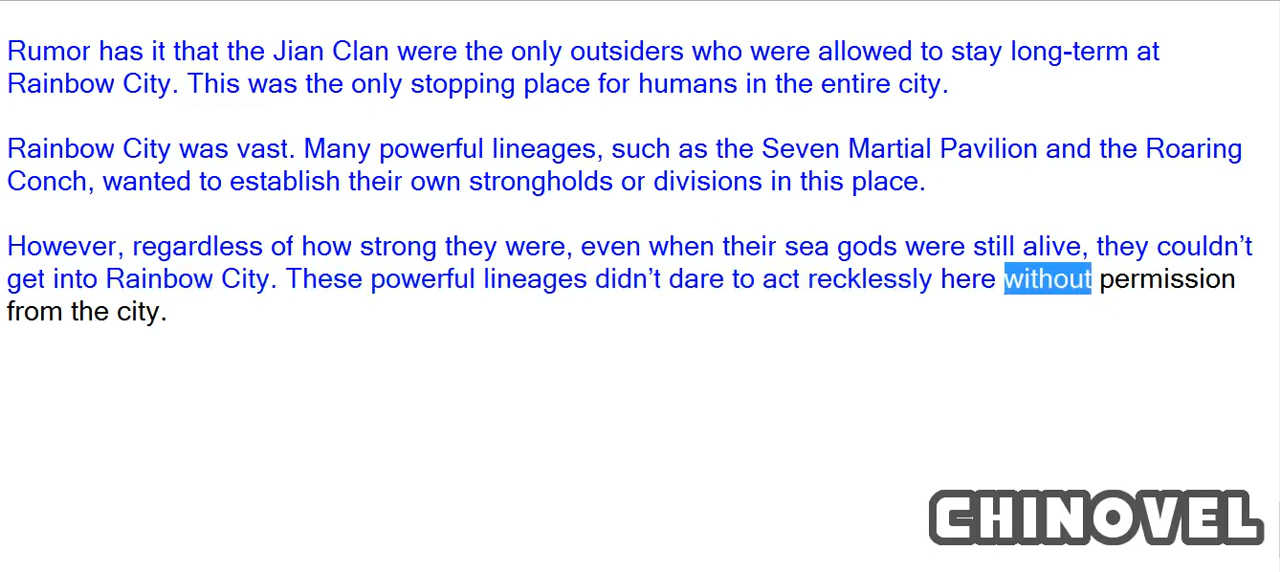 Rumor has it that the Jian Clan were the only outsiders who were allowed to stay long-term at
Rainbow City. This was the only stopping place for humans in the entire city.
Rainbow City was vast. Many powerful lineages, such as the Seven Martial Pavilion and the Roaring
Conch, wanted to establish their own strongholds or divisions in this place.
However, regardless of how strong they were, even when their sea gods were still alive, they couldn’t
get into Rainbow City. These powerful lineages didn’t dare to act recklessly here without permission
from the city.
CHINOVEL